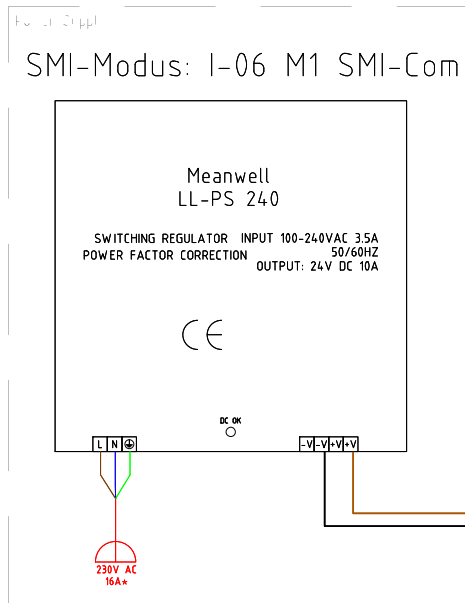 SMI-Modus: I-06 M1 SMI-Com
Meanwell
LL-PS 240
SWITCHING REGULATOR INPUT 100-240VAC 3.5A
POWER FACTOR CORRECTION 50/60HZ
OUTPUT: 24V DC 10A
CE
DC OK
L N -V -V +V +V
230V AC
16A*